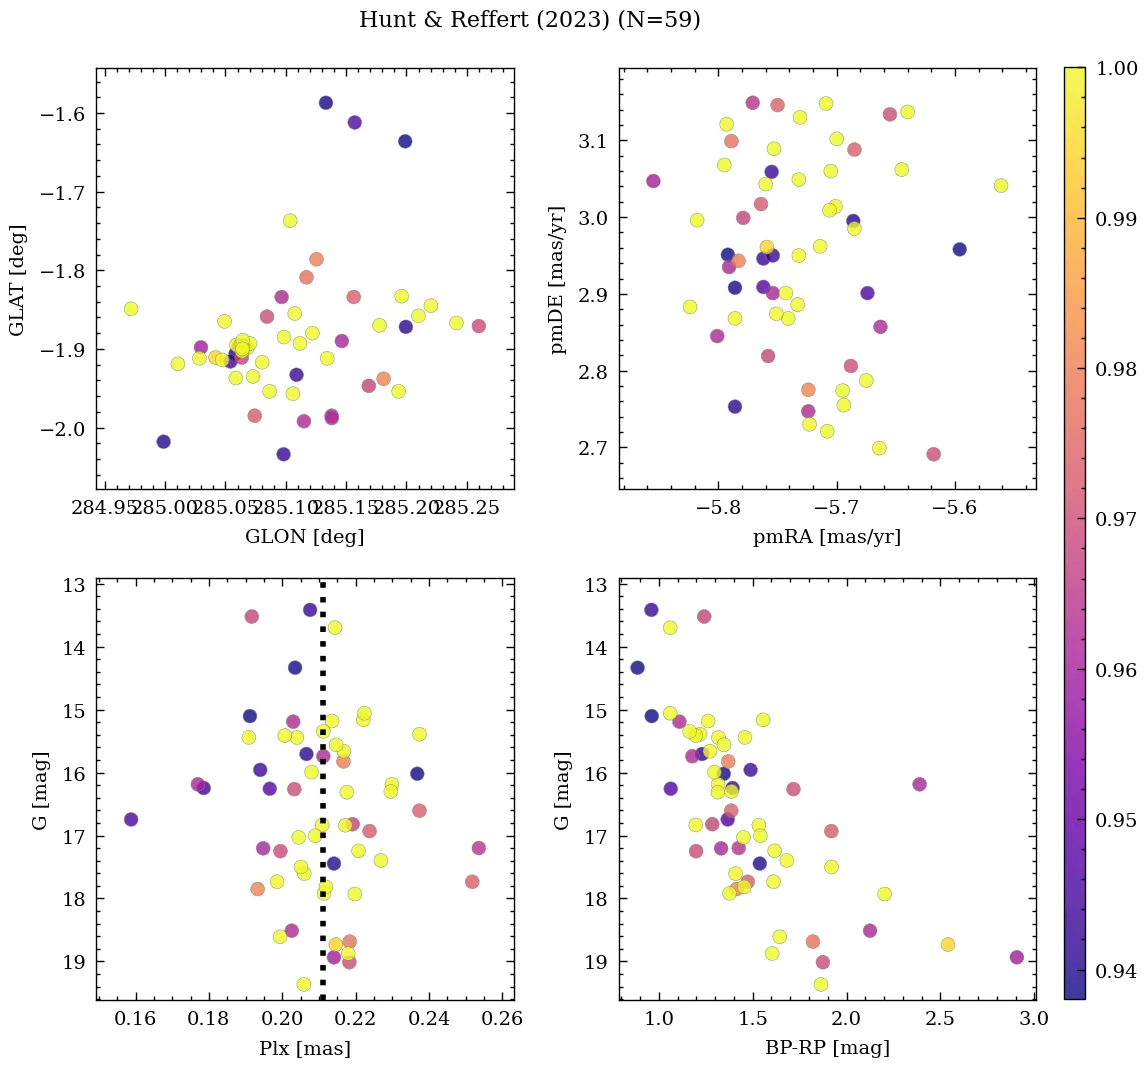 Hunt & Reffert (2023) (N=59)
−1.6
−1.7
−1.8
−1.9
−2.0
GLAT [deg]
284.95 285.00 285.05 285.10 285.15 285.20 285.25
GLON [deg]
3.1
3.0
2.9
2.8
2.7
pmDE [mas/yr]
−5.8 −5.7 −5.6
pmRA [mas/yr]
13
14
15
16
17
18
19
G [mag]
0.16 0.18 0.20 0.22 0.24 0.26
Plx [mas]
13
14
15
16
17
18
19
G [mag]
1.0 1.5 2.0 2.5 3.0
BP-RP [mag]
1.00
0.99
0.98
0.97
0.96
0.95
0.94